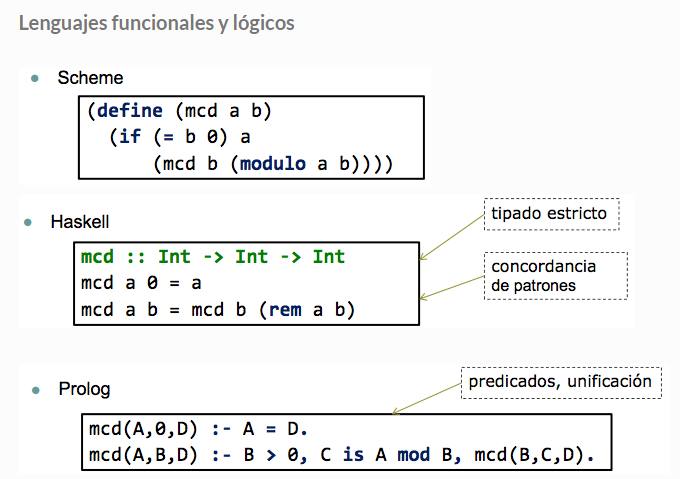 Lenguajes funcionales y lógicos
Scheme
(define (mcd a b)
(if (= b 0) a
(mcd b (modulo a b))))
Haskell
tipado estricto
mcd :: Int -> Int -> Int
mcd a 0 = a
mcd a b = mcd b (rem a b)
concordancia
de patrones
Prolog
predicados, unificación
mcd(A,0,D) :- A = D.
mcd(A,B,D) :- B > 0, C is A mod B, mcd(B,C,D).